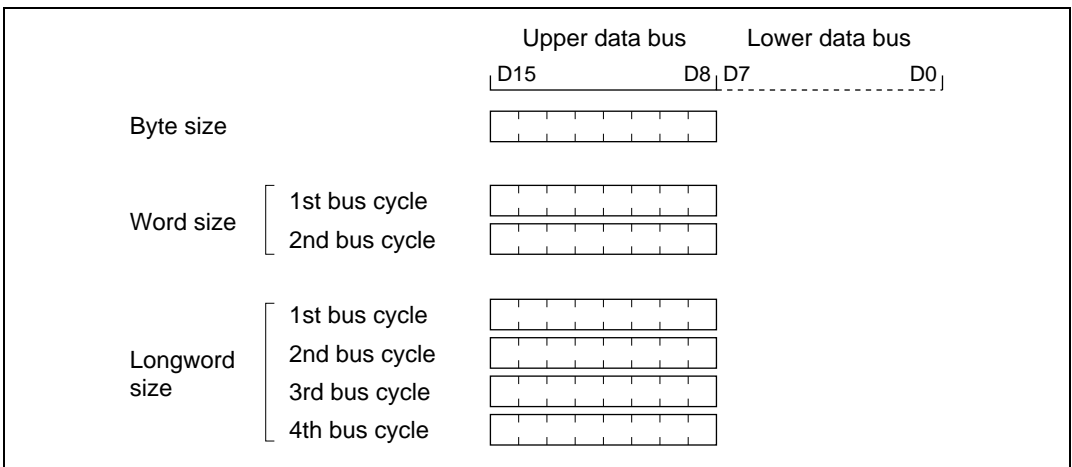 Upper data bus Lower data bus
D15 D8 D7 D0
Byte size
Word size
1st bus cycle
2nd bus cycle
Longword
size
1st bus cycle
2nd bus cycle
3rd bus cycle
4th bus cycle